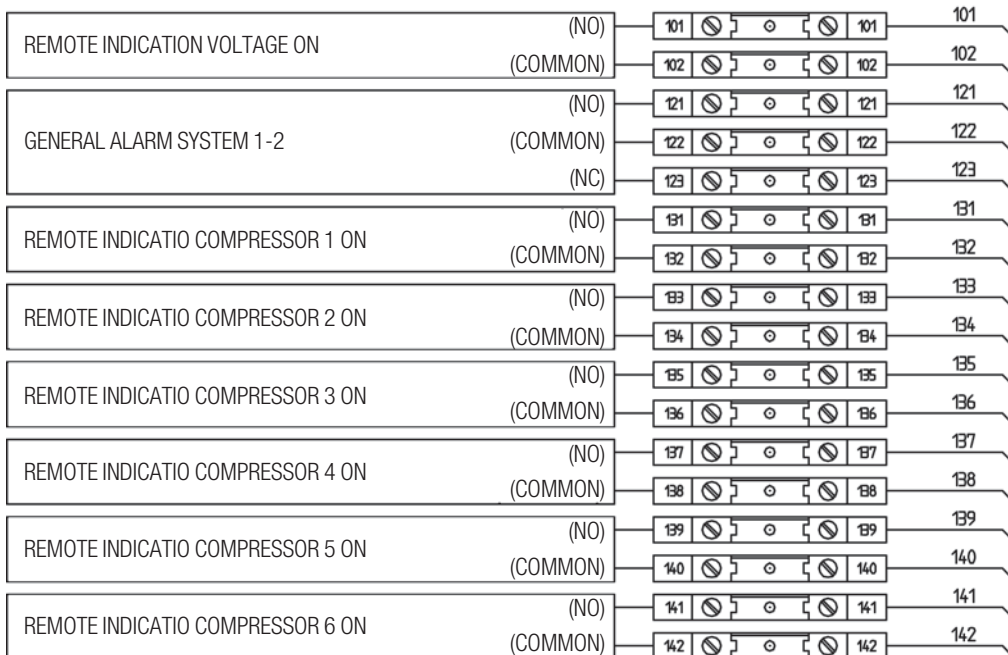 REMOTE INDICATION VOLTAGE ON
(NO) 101 101 101
(COMMON) 102 102 102
GENERAL ALARM SYSTEM 1-2
(NO) 121 121 121
(COMMON) 122 122 122
(NC) 123 123 123
REMOTE INDICATIO COMPRESSOR 1 ON
(NO) 131 131 131
(COMMON) 132 132 132
REMOTE INDICATIO COMPRESSOR 2 ON
(NO) 133 133 133
(COMMON) 134 134 134
REMOTE INDICATIO COMPRESSOR 3 ON
(NO) 135 135 135
(COMMON) 136 136 136
REMOTE INDICATIO COMPRESSOR 4 ON
(NO) 137 137 137
(COMMON) 138 138 138
REMOTE INDICATIO COMPRESSOR 5 ON
(NO) 139 139 139
(COMMON) 140 140 140
REMOTE INDICATIO COMPRESSOR 6 ON
(NO) 141 141 141
(COMMON) 142 142 142